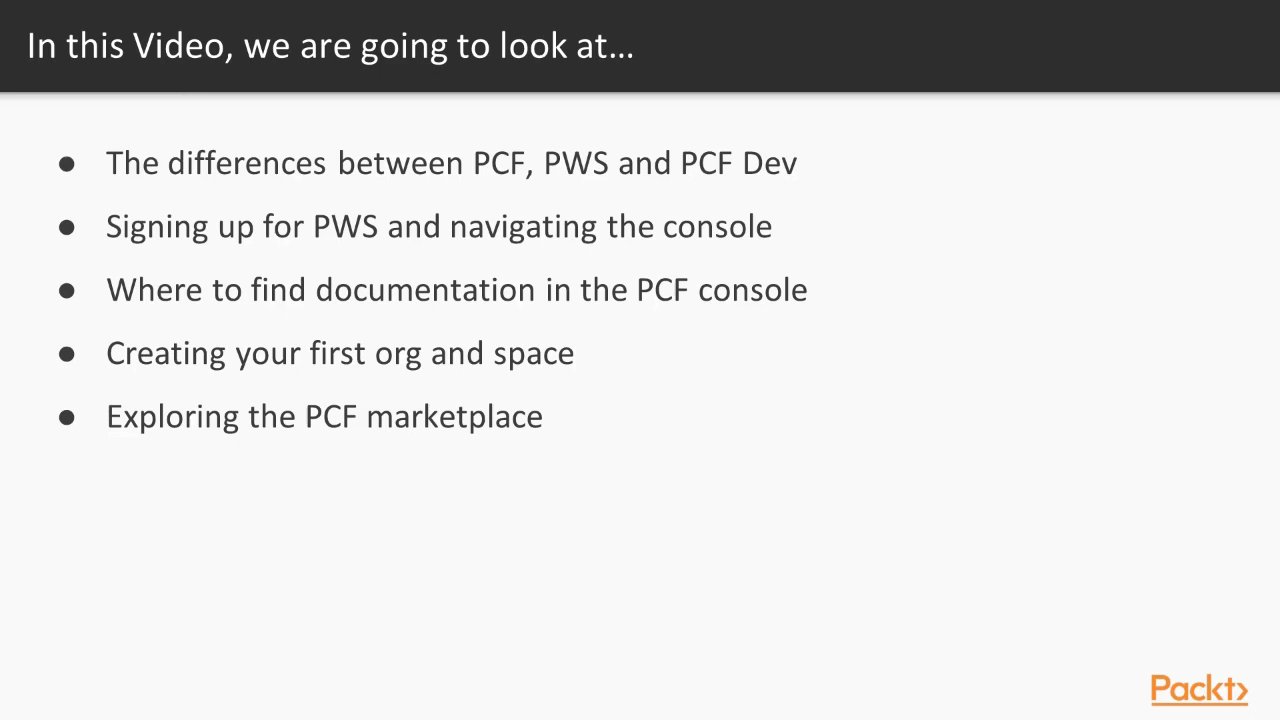 In this Video, we are going to look at…
● The differences between PCF, PWS and PCF Dev
● Signing up for PWS and navigating the console
● Where to find documentation in the PCF console
● Creating your first org and space
● Exploring the PCF marketplace
Packt>